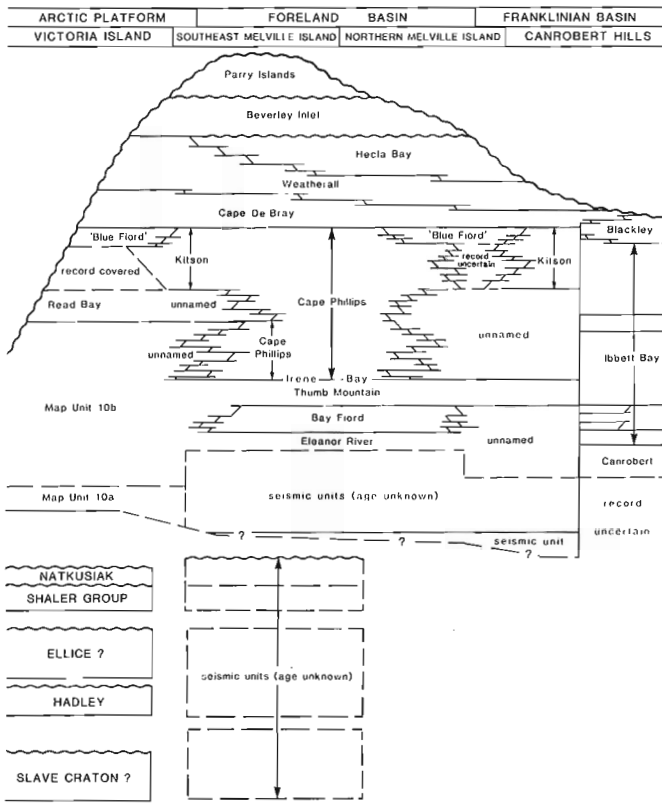 ARCTIC PLATFORM
FORELAND BASIN
FRANKLINIAN BASIN
VICTORIA ISLAND
SOUTHEAST MELVILLE ISLAND
NORTHERN MELVILLE ISLAND
CANROBERT HILLS
Parry Islands
Beverley Inlet
Hecla Bay
Weatherall
Cape De Bray
'Blue Fiord'
'Blue Fiord'
Blackley
record covered
Kitson
record
uncertain
Kitson
Read Bay
unnamed
Cape Phillips
unnamed
unnamed
Cape
Phillips
Ibbett Bay
Irene Bay
Thumb Mountain
Map Unit 10b
Bay Fiord
Eleanor River
unnamed
Canrobert
Map Unit 10a
seismic units (age unknown)
record
uncertain
?
?
seismic unit
?
NATKUSIAK
SHALER GROUP
ELLICE ?
seismic units (age unknown)
HADLEY
SLAVE CRATON ?